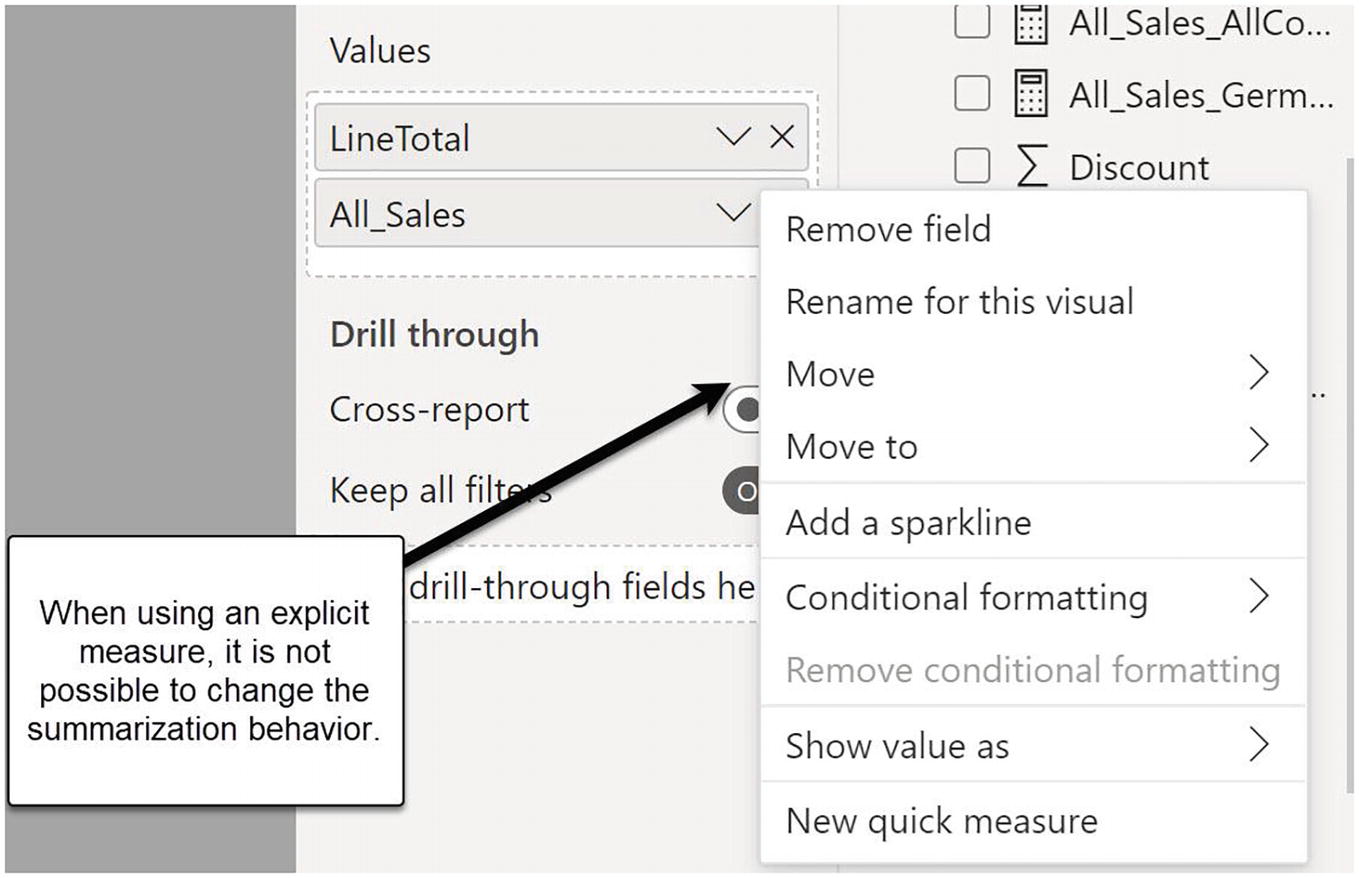 Values
LineTotal
All_Sales
Drill through
Cross-report
Keep all filters
drill-through fields he
When using an explicit
measure, it is not
possible to change the
summarization behavior.
All_Sales_AllCo...
All_Sales_Germ...
Discount
Remove field
Rename for this visual
Move
Move to
Add a sparkline
Conditional formatting
Remove conditional formatting
Show value as
New quick measure